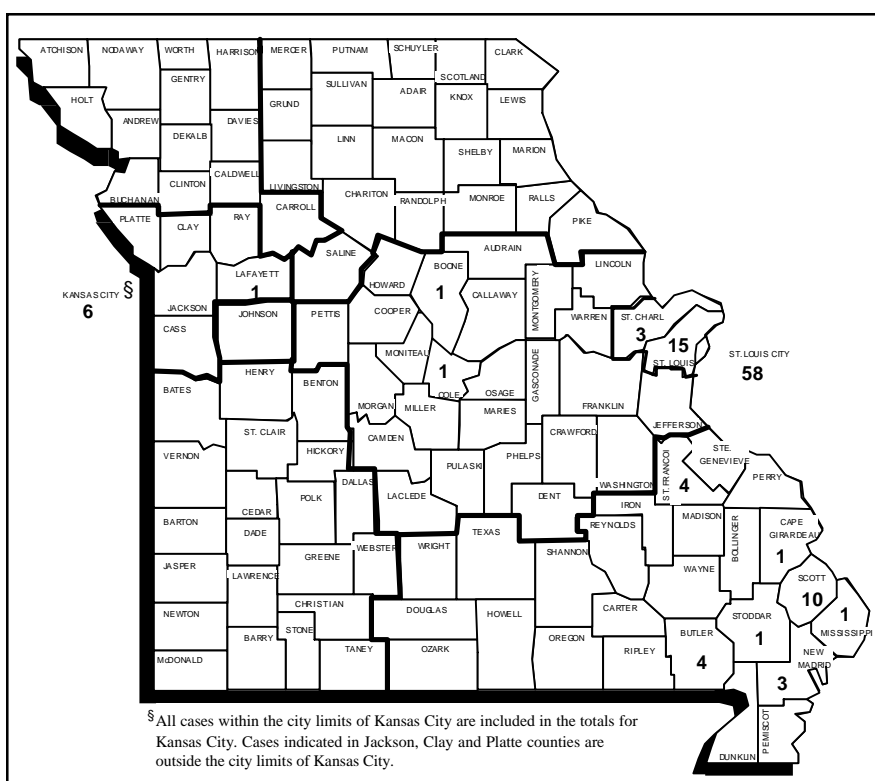 ATCHISON NODAWAY WORTH HARRISON MERCER PUTNAM SCHUYLER CLARK
SCOTLAND
GENTRY SULLIVAN ADAIR KNOX LEWIS
HOLT GRUND
ANDREW DAVIES
DEKALB LINN MACON SHELBY MARION
CLINTON CALDWELL LIVINGSTON CHARITON RANDOLPH MONROE RALLS
BUCHANAN CARROLL PIKE
PLATTE CLAY RAY AUDRAIN
SALINE BOONE LINCOLN
LAFAYETT
1
HOWARD
1
CALLAWAY MONTGOMERY
KANSAS CITY §
6
JACKSON COOPER WARREN ST. CHARL
3
15
ST. LOUIS
ST. LOUIS CITY
58
CASS JOHNSON PETTIS MONITEAU
1
COLE
OSAGE GASCONADE
HENRY
BATES BENTON MORGAN MILLER MARIES FRANKLIN JEFFERSON
ST. CLAIR CAMDEN CRAWFORD STE.
GENEVIEVE
VERNON HICKORY PULASKI PHELPS ST. FRANCOI
4
PERRY
DALLAS LACLEDE WASHINGTON
CEDAR POLK DENT IRON
BARTON DADE TEXAS REYNOLDS MADISON BOLLINGER CAPE
GIRARDEAU
1
GREENE WEBSTER WRIGHT SHANNON
JASPER LAWRENCE WAYNE SCOTT
10
CHRISTIAN DOUGLAS HOWELL CARTER STODDAR
1
1
MISSISSIPPI
NEWTON STONE
BARRY OREGON BUTLER
4
NEW
MADRID
3
McDONALD TANEY OZARK RIPLEY
PEMISCOT
DUNKLIN
§ All cases within the city limits of Kansas City are included in the totals for
Kansas City. Cases indicated in Jackson, Clay and Platte counties are
outside the city limits of Kansas City.